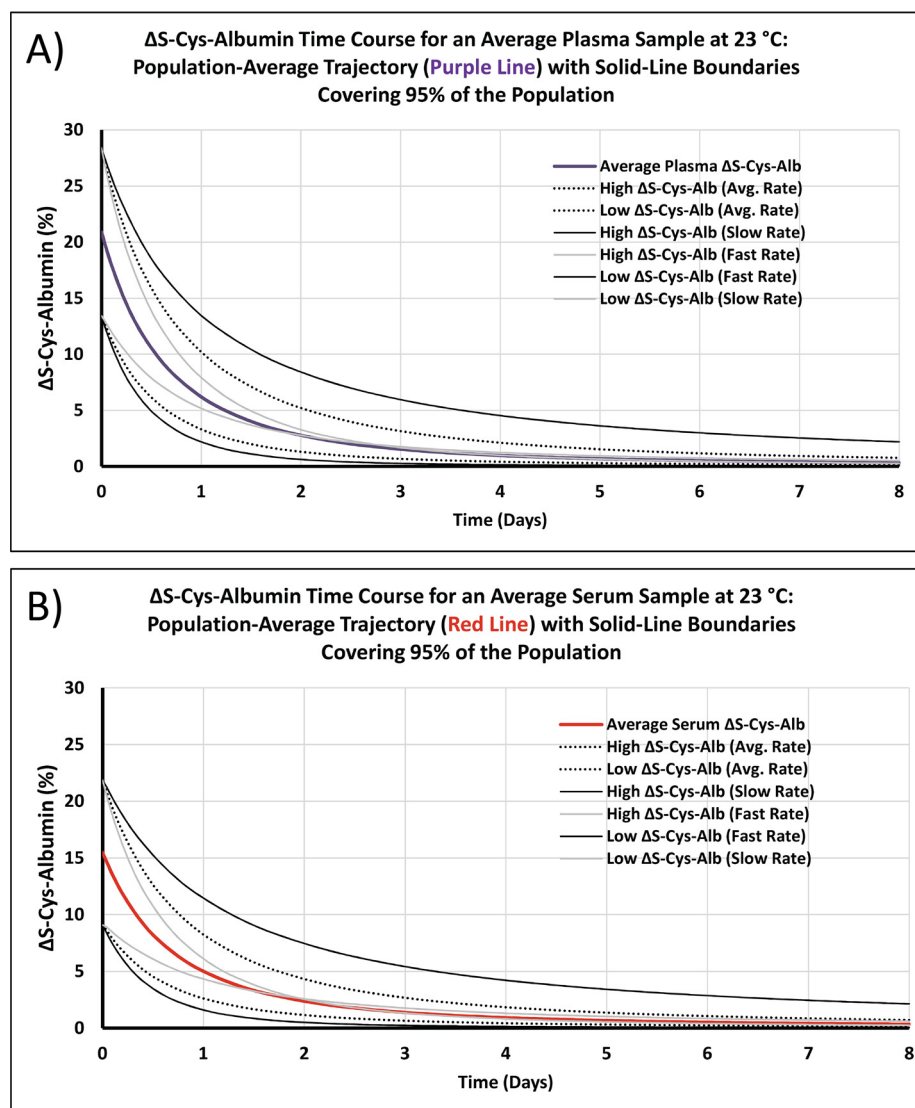 A)
ΔS-Cys-Albumin Time Course for an Average Plasma Sample at 23 °C:
Population-Average Trajectory (Purple Line) with Solid-Line Boundaries
Covering 95% of the Population
30
25
20
15
10
5
0
ΔS-Cys-Albumin (%)
Average Plasma ΔS-Cys-Alb
High ΔS-Cys-Alb (Avg. Rate)
Low ΔS-Cys-Alb (Avg. Rate)
High ΔS-Cys-Alb (Slow Rate)
High ΔS-Cys-Alb (Fast Rate)
Low ΔS-Cys-Alb (Fast Rate)
Low ΔS-Cys-Alb (Slow Rate)
0 1 2 3 4 5 6 7 8
Time (Days)
B)
ΔS-Cys-Albumin Time Course for an Average Serum Sample at 23 °C:
Population-Average Trajectory (Red Line) with Solid-Line Boundaries
Covering 95% of the Population
30
25
20
15
10
5
0
ΔS-Cys-Albumin (%)
Average Serum ΔS-Cys-Alb
High ΔS-Cys-Alb (Avg. Rate)
Low ΔS-Cys-Alb (Avg. Rate)
High ΔS-Cys-Alb (Slow Rate)
High ΔS-Cys-Alb (Fast Rate)
Low ΔS-Cys-Alb (Fast Rate)
Low ΔS-Cys-Alb (Slow Rate)
0 1 2 3 4 5 6 7 8
Time (Days)